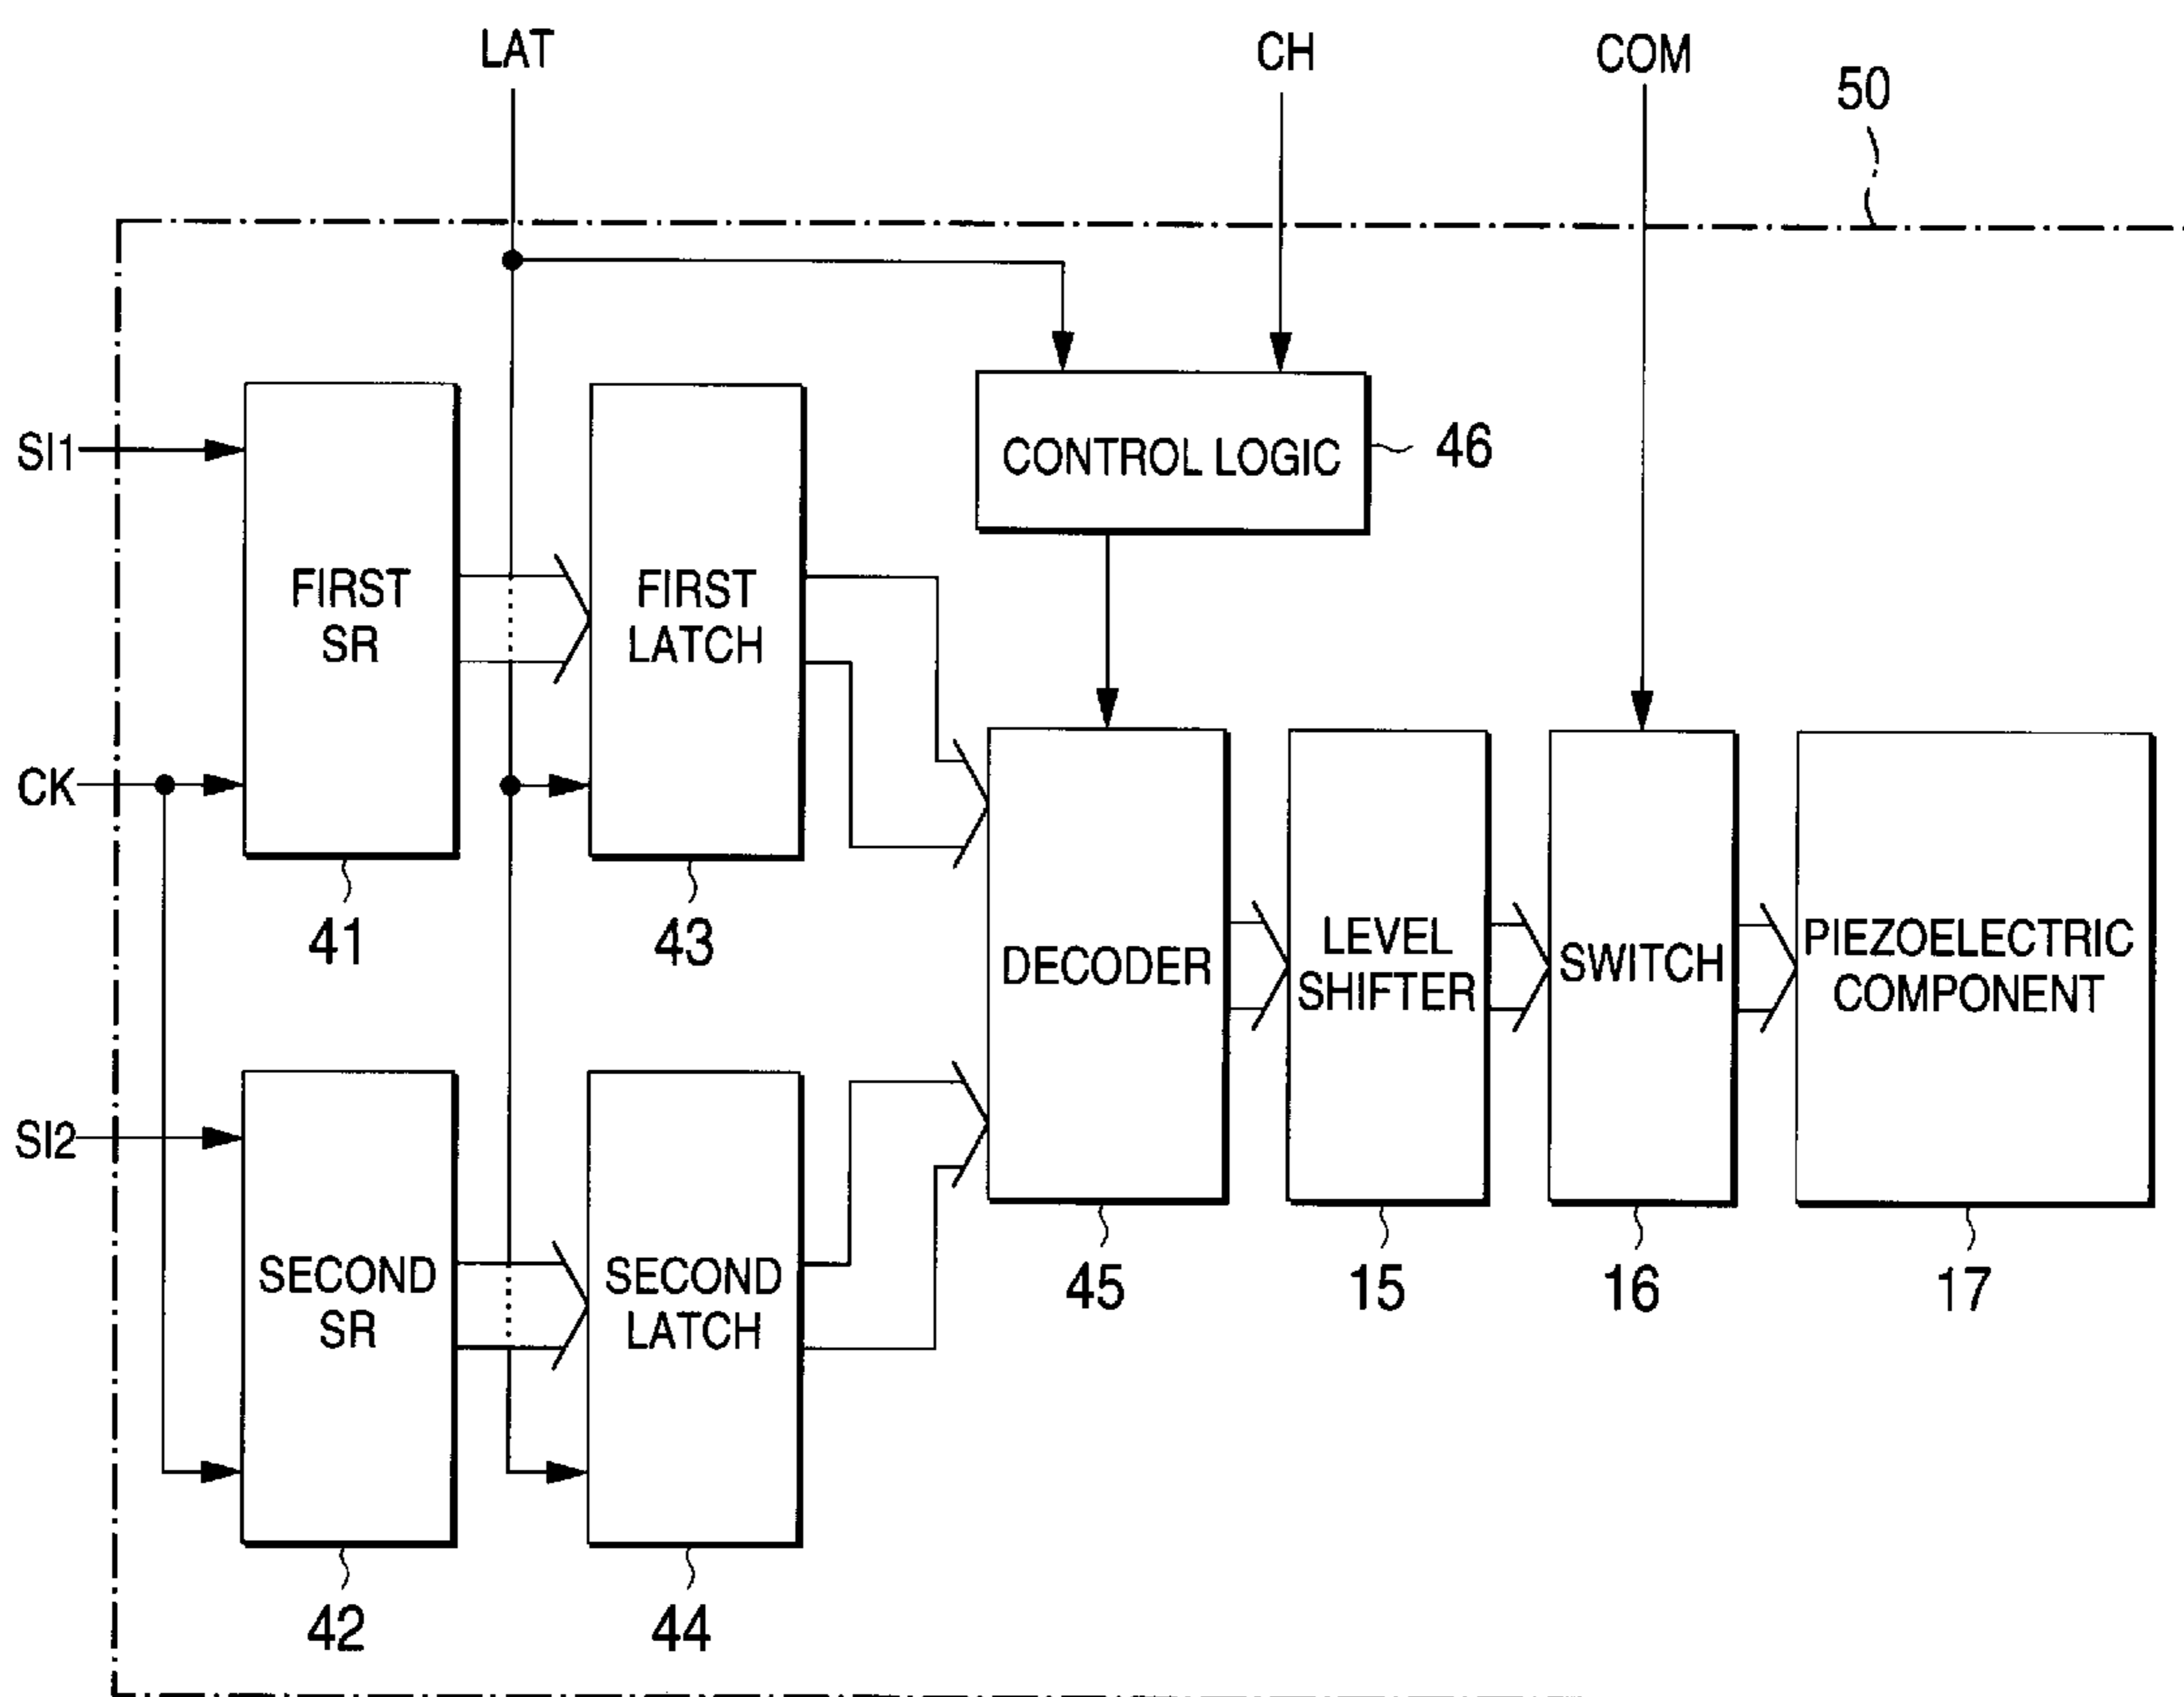 LAT
CH
COM
50
SI1
CK
SI2
FIRST
SR
41
FIRST
LATCH
43
CONTROL LOGIC
46
SECOND
SR
42
SECOND
LATCH
44
DECODER
45
LEVEL
SHIFTER
15
SWITCH
16
PIEZOELECTRIC
COMPONENT
17